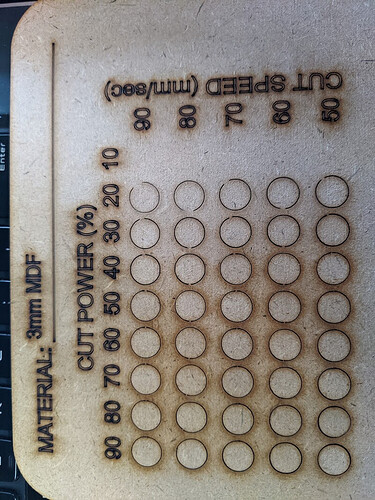 MATERIAL: 3mm MDF
CUT POWER (%)
90 80 70 60 50 40 30 20 10
CUT SPEED (mm/sec)
90
80
70
60
50
Enter